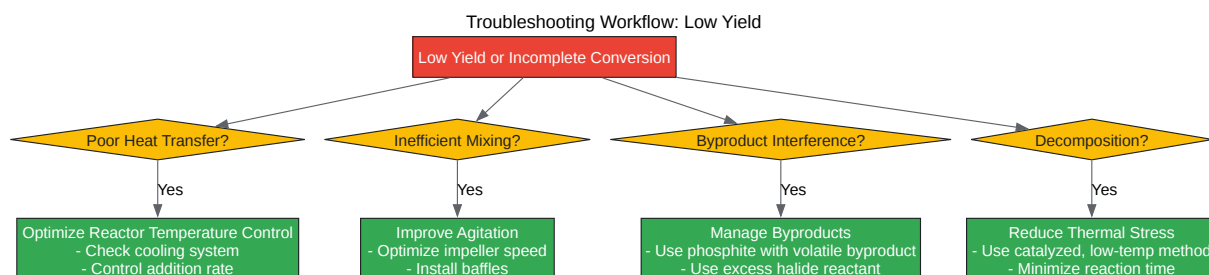 Troubleshooting Workflow: Low Yield
Low Yield or Incomplete Conversion
Poor Heat Transfer?
Inefficient Mixing?
Byproduct Interference?
Decomposition?
Yes
Yes
Yes
Yes
Optimize Reactor Temperature Control
- Check cooling system
- Control addition rate
Improve Agitation
- Optimize impeller speed
- Install baffles
Manage Byproducts
- Use phosphite with volatile byproduct
- Use excess halide reactant
Reduce Thermal Stress
- Use catalyzed, low-temp method
- Minimize reaction time